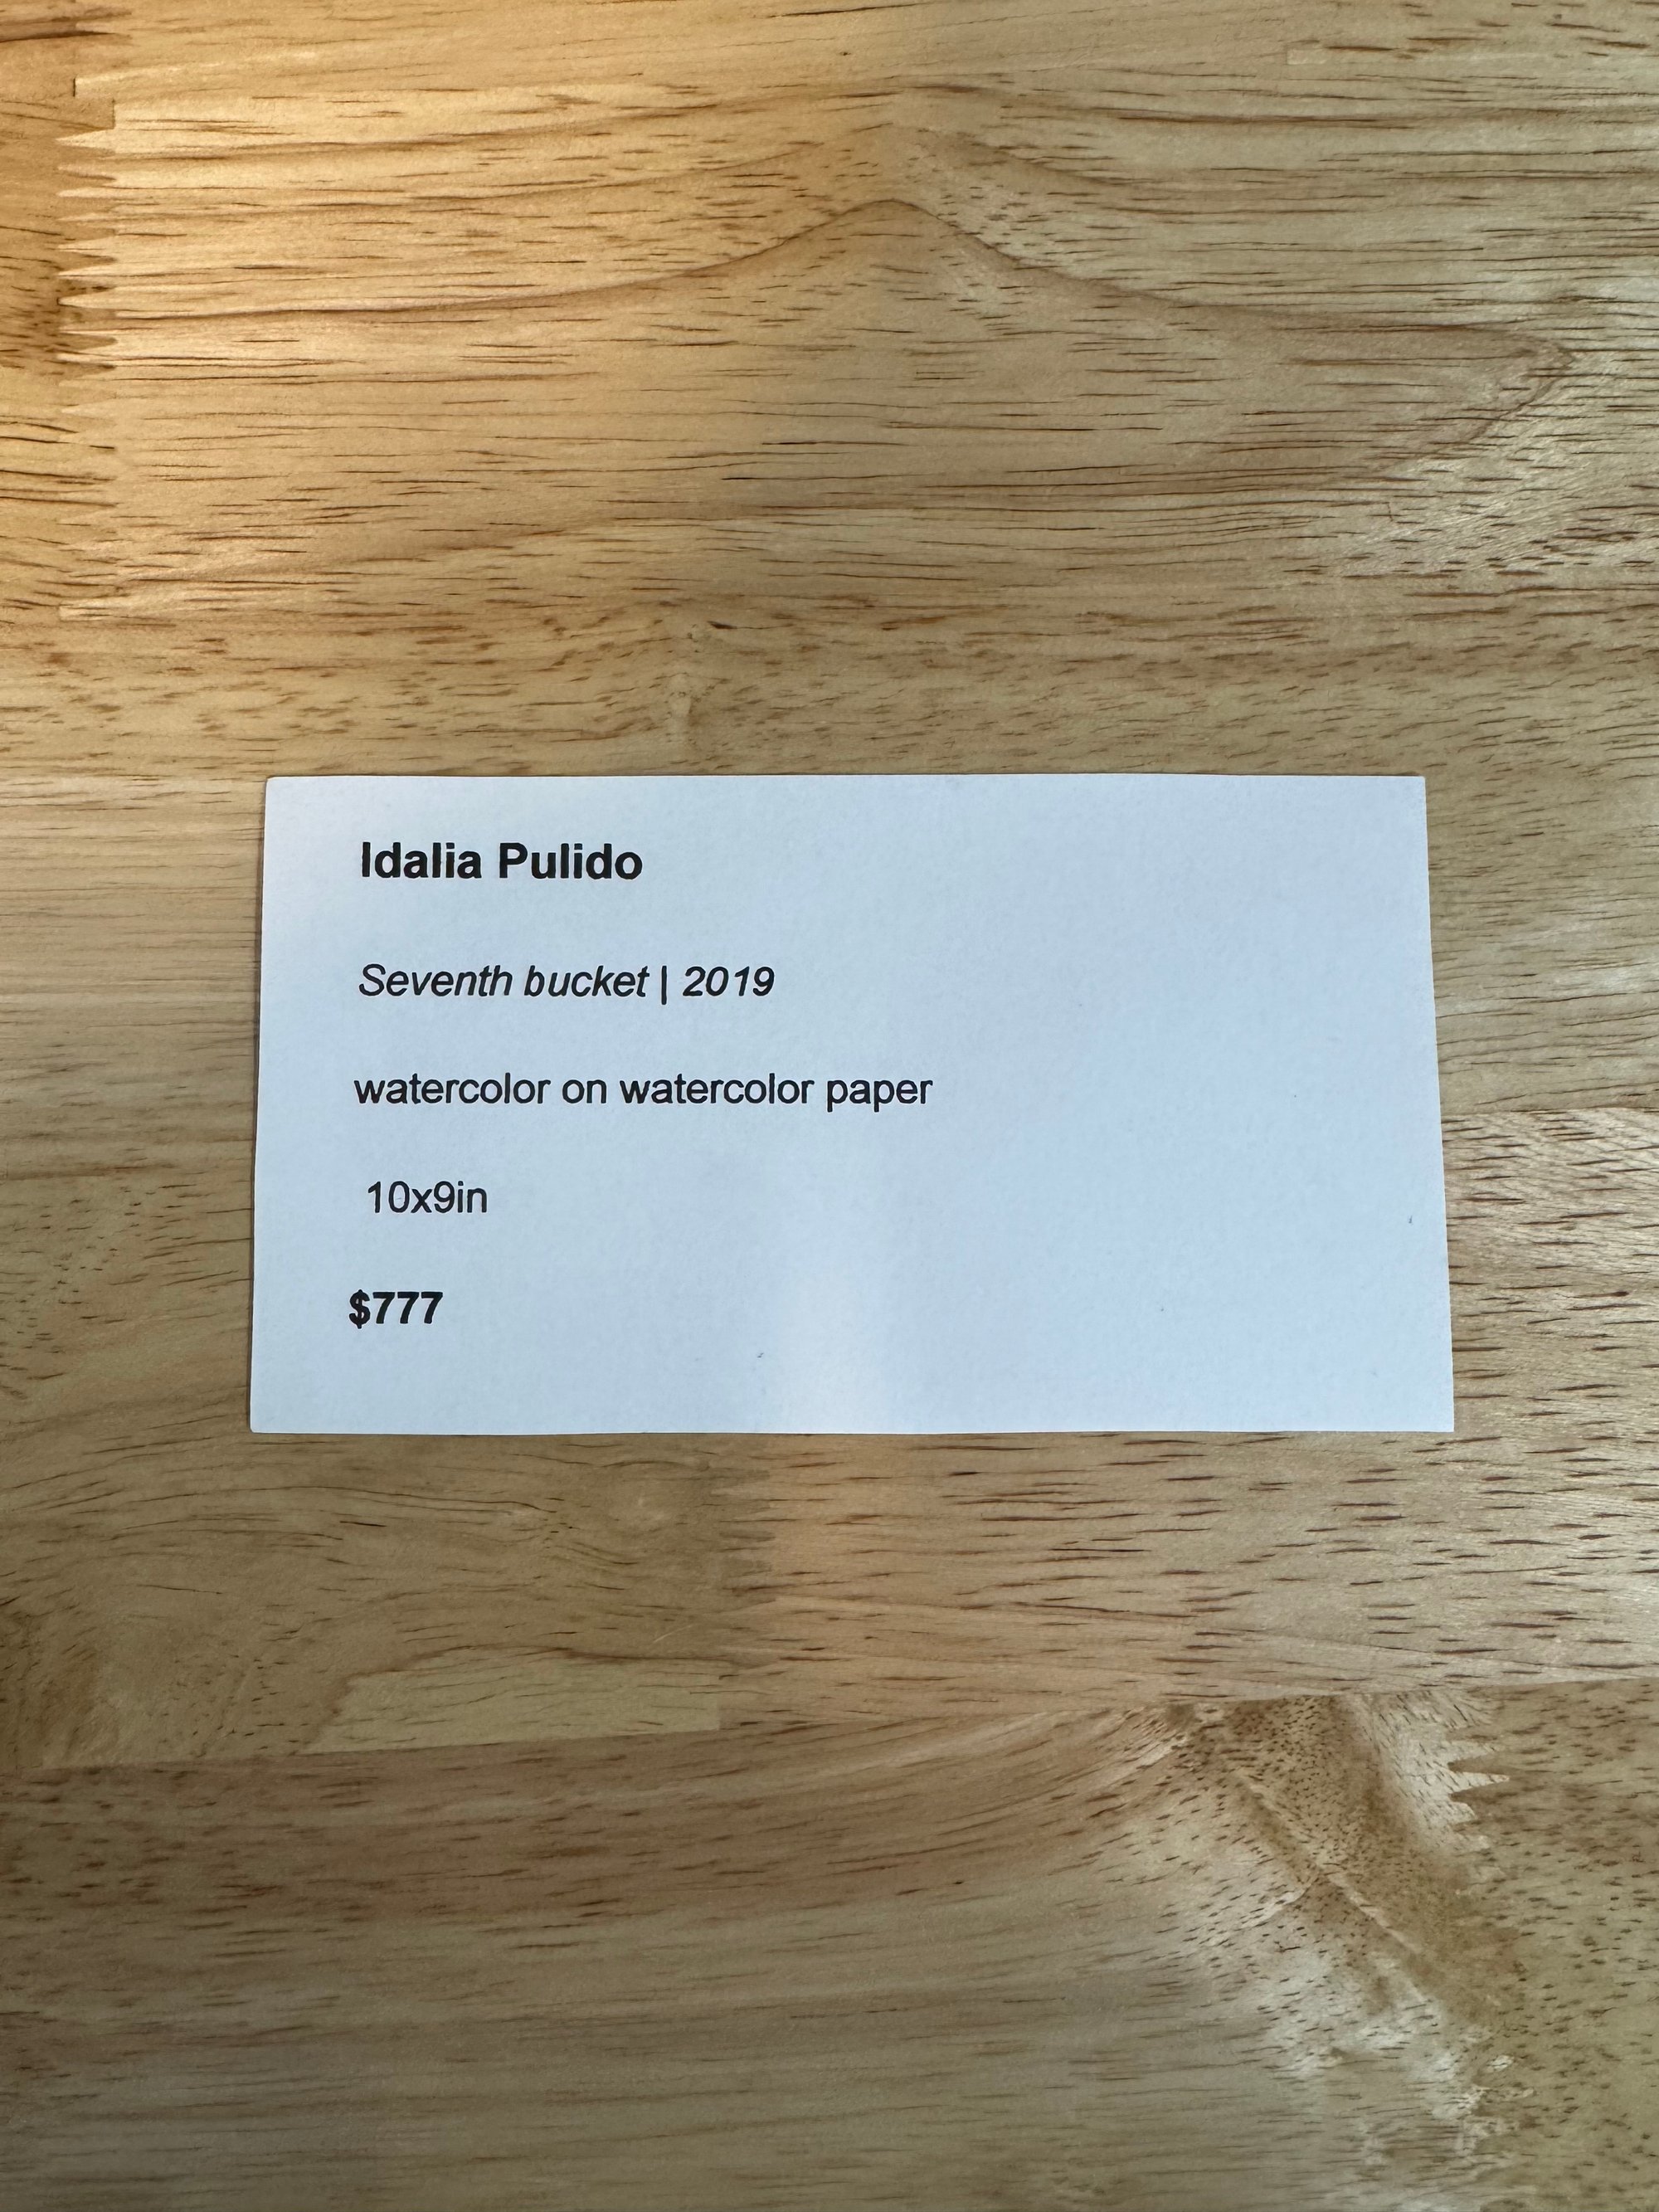 Idalia Pulido
Seventh bucket | 2019
watercolor on watercolor paper
10x9in
$777